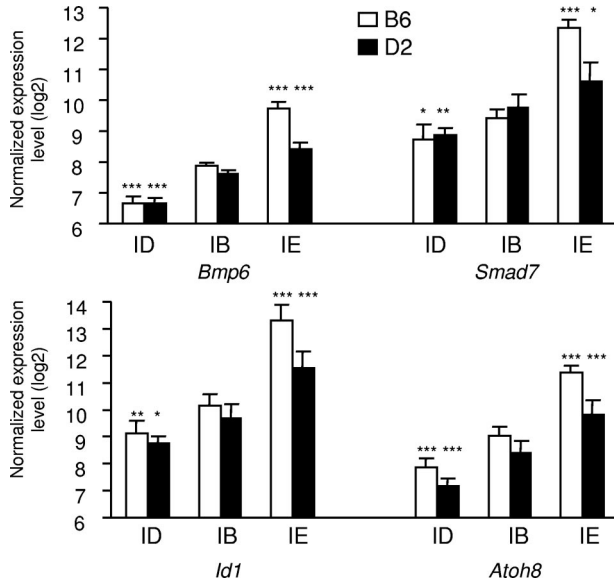 B6
D2
Normalized expression
level (log2)
13
12
11
10
9
8
7
6
*** ***
*** ***
* **
*** *
ID IB IE ID IB IE
Bmp6 Smad7
Normalized expression
level (log2)
14
13
12
11
10
9
8
7
6
** *
*** ***
*** ***
*** ***
ID IB IE ID IB IE
Id1 Atoh8